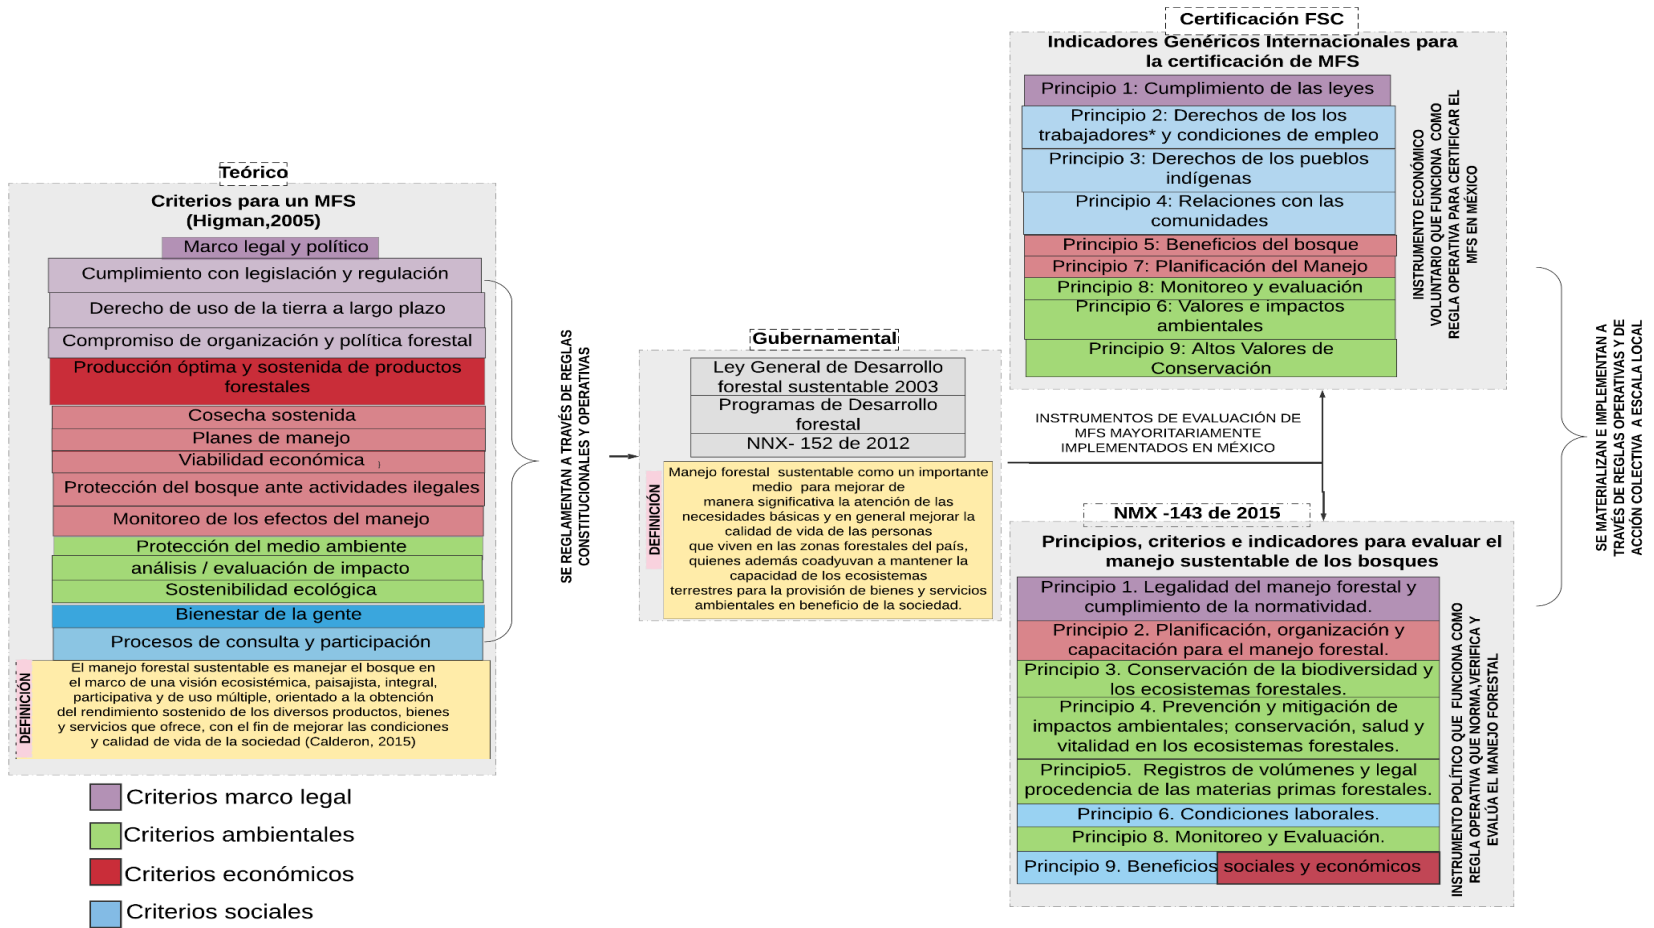 Teórico
Criterios para un MFS
(Higman,2005)
Marco legal y político
Cumplimiento con legislación y regulación
Derecho de uso de la tierra a largo plazo
Compromiso de organización y política forestal
Producción óptima y sostenida de productos
forestales
Cosecha sostenida
Planes de manejo
Viabilidad económica )
Protección del bosque ante actividades ilegales
Monitoreo de los efectos del manejo
Protección del medio ambiente
análisis / evaluación de impacto
Sostenibilidad ecológica
Bienestar de la gente
Procesos de consulta y participación
DEFINICIÓN
El manejo forestal sustentable es manejar el bosque en
el marco de una visión ecosistémica, paisajista, integral,
participativa y de uso múltiple, orientado a la obtención
del rendimiento sostenido de los diversos productos, bienes
y servicios que ofrece, con el fin de mejorar las condiciones
y calidad de vida de la sociedad (Calderon, 2015)
Criterios marco legal
Criterios ambientales
Criterios económicos
Criterios sociales
SE REGLAMENTAN A TRAVÉS DE REGLAS
CONSTITUCIONALES Y OPERATIVAS
Gubernamental
Ley General de Desarrollo
forestal sustentable 2003
Programas de Desarrollo
forestal
NNX- 152 de 2012
DEFINICIÓN
Manejo forestal sustentable como un importante
medio para mejorar de
manera significativa la atención de las
necesidades básicas y en general mejorar la
calidad de vida de las personas
que viven en las zonas forestales del país,
quienes además coadyuvan a mantener la
capacidad de los ecosistemas
terrestres para la provisión de bienes y servicios
ambientales en beneficio de la sociedad.
INSTRUMENTOS DE EVALUACIÓN DE
MFS MAYORITARIAMENTE
IMPLEMENTADOS EN MÉXICO
Certificación FSC
Indicadores Genéricos Internacionales para
la certificación de MFS
Principio 1: Cumplimiento de las leyes
Principio 2: Derechos de los los
trabajadores* y condiciones de empleo
Principio 3: Derechos de los pueblos
indígenas
Principio 4: Relaciones con las
comunidades
Principio 5: Beneficios del bosque
Principio 7: Planificación del Manejo
Principio 8: Monitoreo y evaluación
Principio 6: Valores e impactos
ambientales
Principio 9: Altos Valores de
Conservación
INSTRUMENTO ECONÓMICO
VOLUNTARIO QUE FUNCIONA COMO
REGLA OPERATIVA PARA CERTIFICAR EL
MFS EN MÉXICO
NMX -143 de 2015
Principios, criterios e indicadores para evaluar el
manejo sustentable de los bosques
Principio 1. Legalidad del manejo forestal y
cumplimiento de la normatividad.
Principio 2. Planificación, organización y
capacitación para el manejo forestal.
Principio 3. Conservación de la biodiversidad y
los ecosistemas forestales.
Principio 4. Prevención y mitigación de
impactos ambientales; conservación, salud y
vitalidad en los ecosistemas forestales.
Principio5. Registros de volúmenes y legal
procedencia de las materias primas forestales.
Principio 6. Condiciones laborales.
Principio 8. Monitoreo y Evaluación.
Principio 9. Beneficios sociales y económicos
INSTRUMENTO POLÍTICO QUE FUNCIONA COMO
REGLA OPERATIVA QUE NORMA,VERIFICA Y
EVALÚA EL MANEJO FORESTAL
SE MATERIALIZAN E IMPLEMENTAN A
TRAVÉS DE REGLAS OPERATIVAS Y DE
ACCIÓN COLECTIVA A ESCALA LOCAL